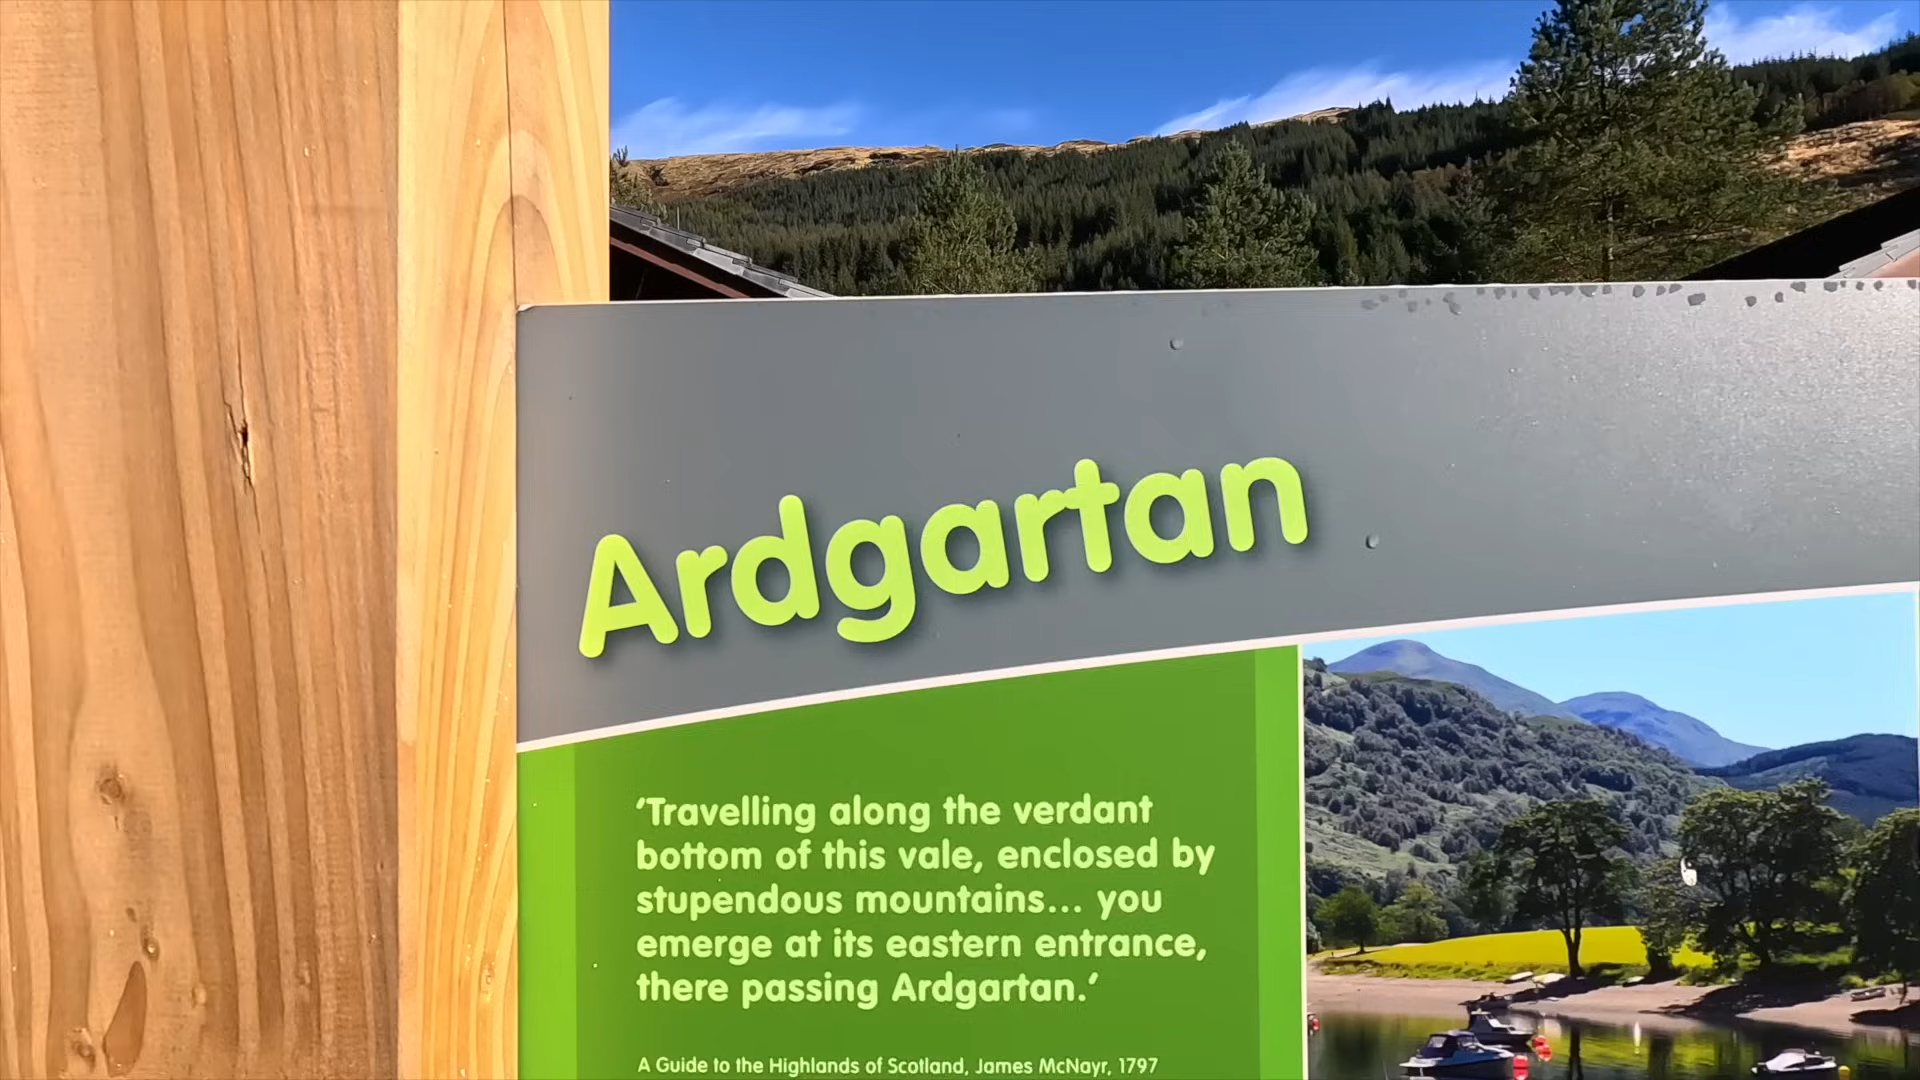 Ardgartan
‘Travelling along the verdant
bottom of this vale, enclosed by
stupendous mountains... you
emerge at its eastern entrance,
there passing Ardgartan.’
A Guide to the Highlands of Scotland, James McNayr, 1797